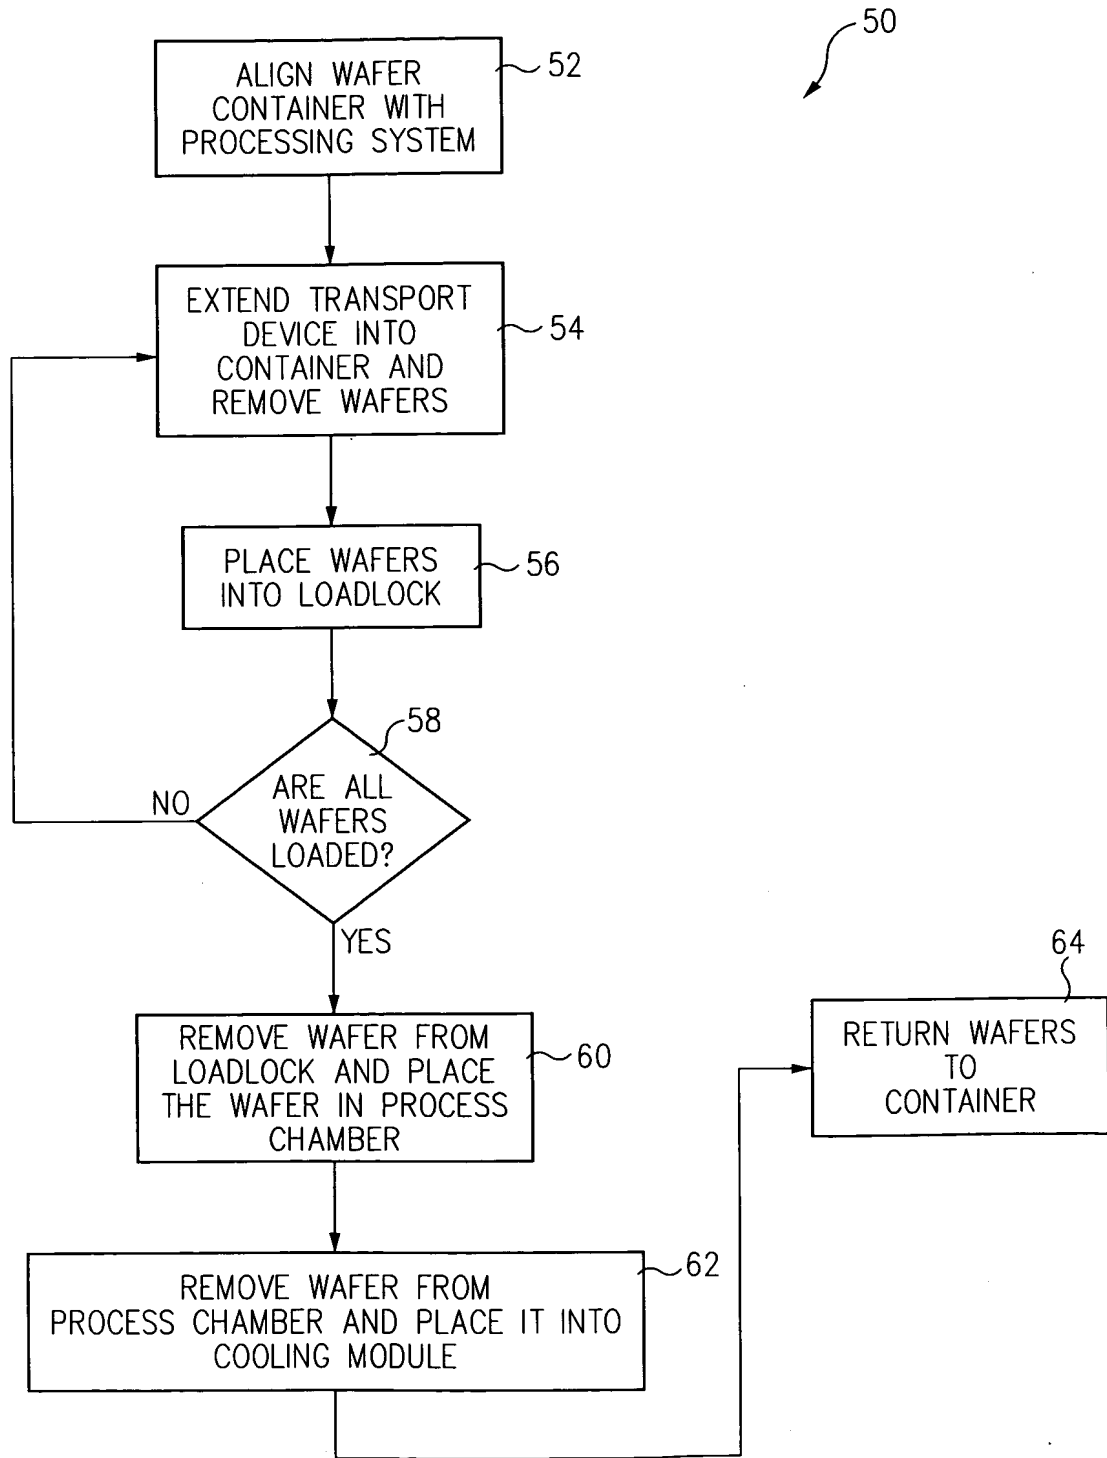 50
ALIGN WAFER
CONTAINER WITH
PROCESSING SYSTEM
52
EXTEND TRANSPORT
DEVICE INTO
CONTAINER AND
REMOVE WAFERS
54
PLACE WAFERS
INTO LOADLOCK
56
58
ARE ALL
WAFERS
LOADED?
NO
YES
REMOVE WAFER FROM
LOADLOCK AND PLACE
THE WAFER IN PROCESS
CHAMBER
60
REMOVE WAFER FROM
PROCESS CHAMBER AND PLACE IT INTO
COOLING MODULE
62
64
RETURN WAFERS
TO
CONTAINER